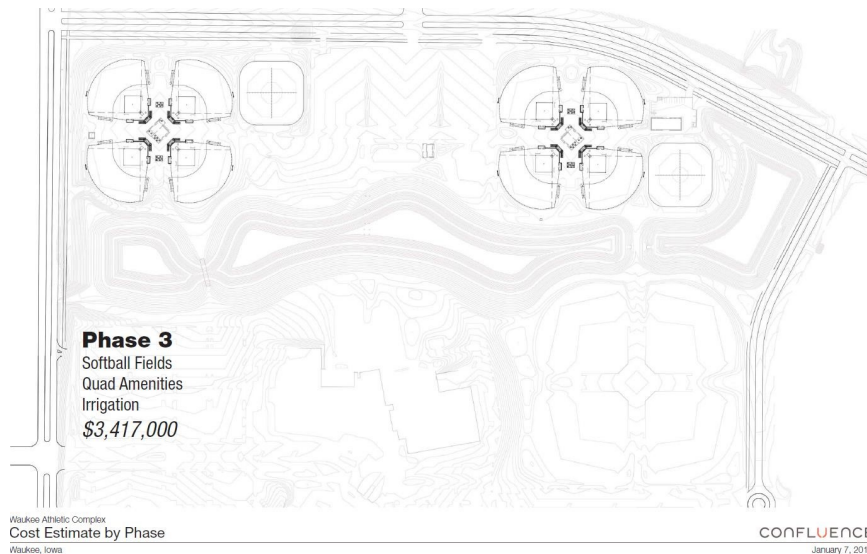 Phase 3
Softball Fields
Quad Amenities
Irrigation
$3,417,000
Waukee Athletic Complex
Cost Estimate by Phase
Waukee, Iowa
CONFLUENCE
January 7, 201